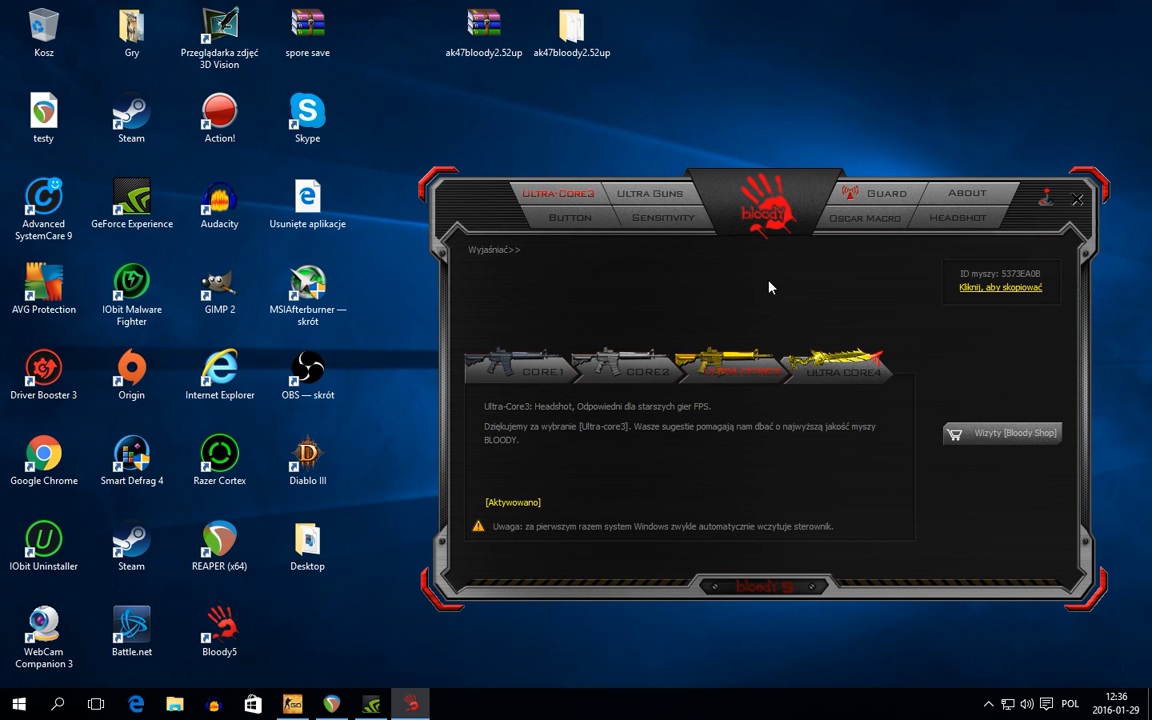 Kosz
Gry
Przeglądarka zdjęć
3D Vision
spore save
ak47bloody2.52up
ak47bloody2.52up
testy
Steam
Action!
Skype
Advanced
SystemCare 9
GeForce Experience
Audacity
Usunięte aplikacje
AVG Protection
IObit Malware
Fighter
GIMP 2
MSIAfterburner —
skrót
Driver Booster 3
Origin
Internet Explorer
OBS — skrót
Google Chrome
Smart Defrag 4
Razer Cortex
Diablo III
IObit Uninstaller
Steam
REAPER (x64)
Desktop
WebCam
Companion 3
Battle.net
Bloody5
ULTRA-CORE3
ULTRA GUNS
GUARD
ABOUT
BUTTON
SENSITIVITY
bloody
OSCAR MACRO
HEADSHOT
Wyjaśniać>>
ID myszy: 5373EA0B
Kliknij, aby skopiować
CORE1
CORE2
ULTRA CORE3
ULTRA CORE4
Ultra-Core3: Headshot, Odpowiedni dla starszych gier FPS.
Dziękujemy za wybranie [Ultra-core3]. Wasze sugestie pomagają nam dbać o najwyższą jakość myszy
BLOODY.
Wizyty [Bloody Shop]
[Aktywowano]
Uwaga: za pierwszym razem system Windows zwykle automatycznie wczytuje sterownik.
bloody 5
GO
POL
12:36
2016-01-29